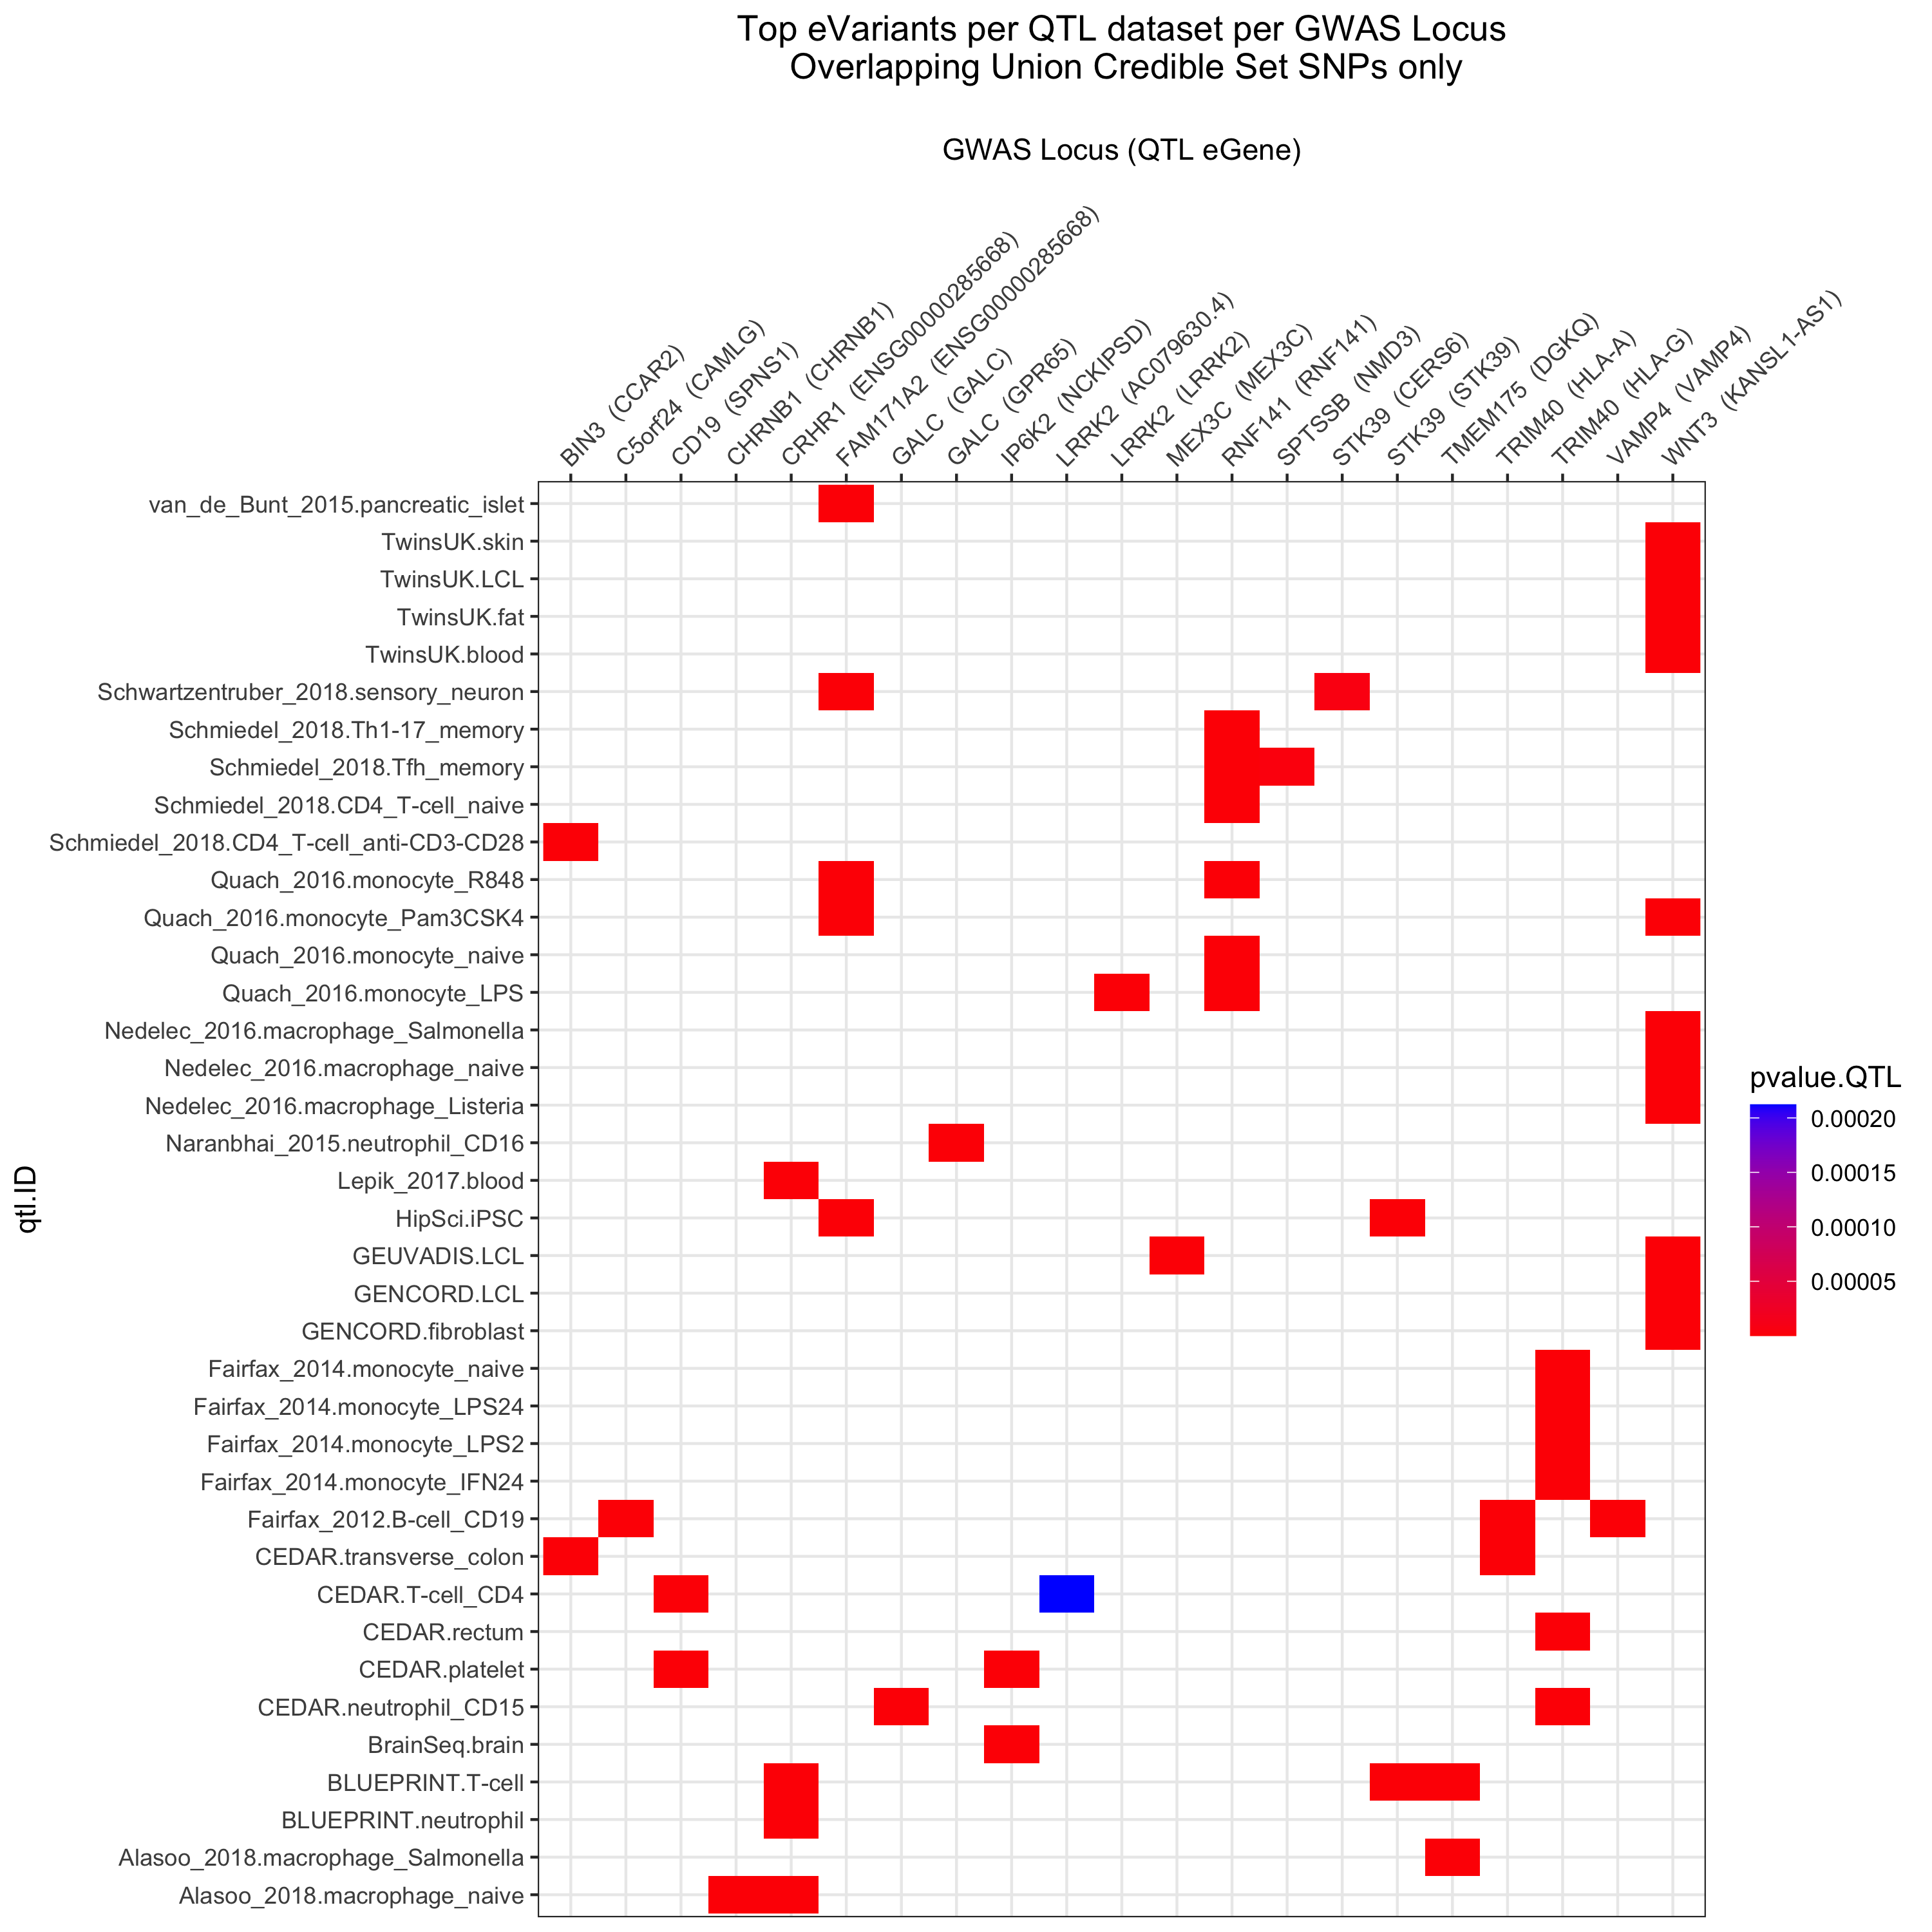 Top eVariants per QTL dataset per GWAS Locus
Overlapping Union Credible Set SNPs only
GWAS Locus (QTL eGene)
BIN3 (CCAR2)
C5orf24 (CAMLG)
CD19 (SPNS1)
CHRNB1 (CHRNB1)
CRHR1 (ENSG00000285668)
FAM171A2 (ENSG00000285668)
GALC (GALC)
GALC (GPR65)
IP6K2 (NCKIPSD)
LRRK2 (AC079630.4)
LRRK2 (LRRK2)
MEX3C (MEX3C)
RNF141 (RNF141)
SPTSSB (NMD3)
STK39 (CERS6)
STK39 (STK39)
TMEM175 (DGKQ)
TRIM40 (HLA-A)
TRIM40 (HLA-G)
VAMP4 (VAMP4)
WNT3 (KANSL1-AS1)
van_de_Bunt_2015.pancreatic_islet
TwinsUK.skin
TwinsUK.LCL
TwinsUK.fat
TwinsUK.blood
Schwartzentruber_2018.sensory_neuron
Schmiedel_2018.Th1-17_memory
Schmiedel_2018.Tfh_memory
Schmiedel_2018.CD4_T-cell_naive
Schmiedel_2018.CD4_T-cell_anti-CD3-CD28
Quach_2016.monocyte_R848
Quach_2016.monocyte_Pam3CSK4
Quach_2016.monocyte_naive
Quach_2016.monocyte_LPS
Nedelec_2016.macrophage_Salmonella
Nedelec_2016.macrophage_naive
Nedelec_2016.macrophage_Listeria
Naranbhai_2015.neutrophil_CD16
Lepik_2017.blood
HipSci.iPSC
GEUVADIS.LCL
GENCORD.LCL
GENCORD.fibroblast
Fairfax_2014.monocyte_naive
Fairfax_2014.monocyte_LPS24
Fairfax_2014.monocyte_LPS2
Fairfax_2014.monocyte_IFN24
Fairfax_2012.B-cell_CD19
CEDAR.transverse_colon
CEDAR.T-cell_CD4
CEDAR.rectum
CEDAR.platelet
CEDAR.neutrophil_CD15
BrainSeq.brain
BLUEPRINT.T-cell
BLUEPRINT.neutrophil
Alasoo_2018.macrophage_Salmonella
Alasoo_2018.macrophage_naive
qtl.ID
pvalue.QTL
0.00020
0.00015
0.00010
0.00005